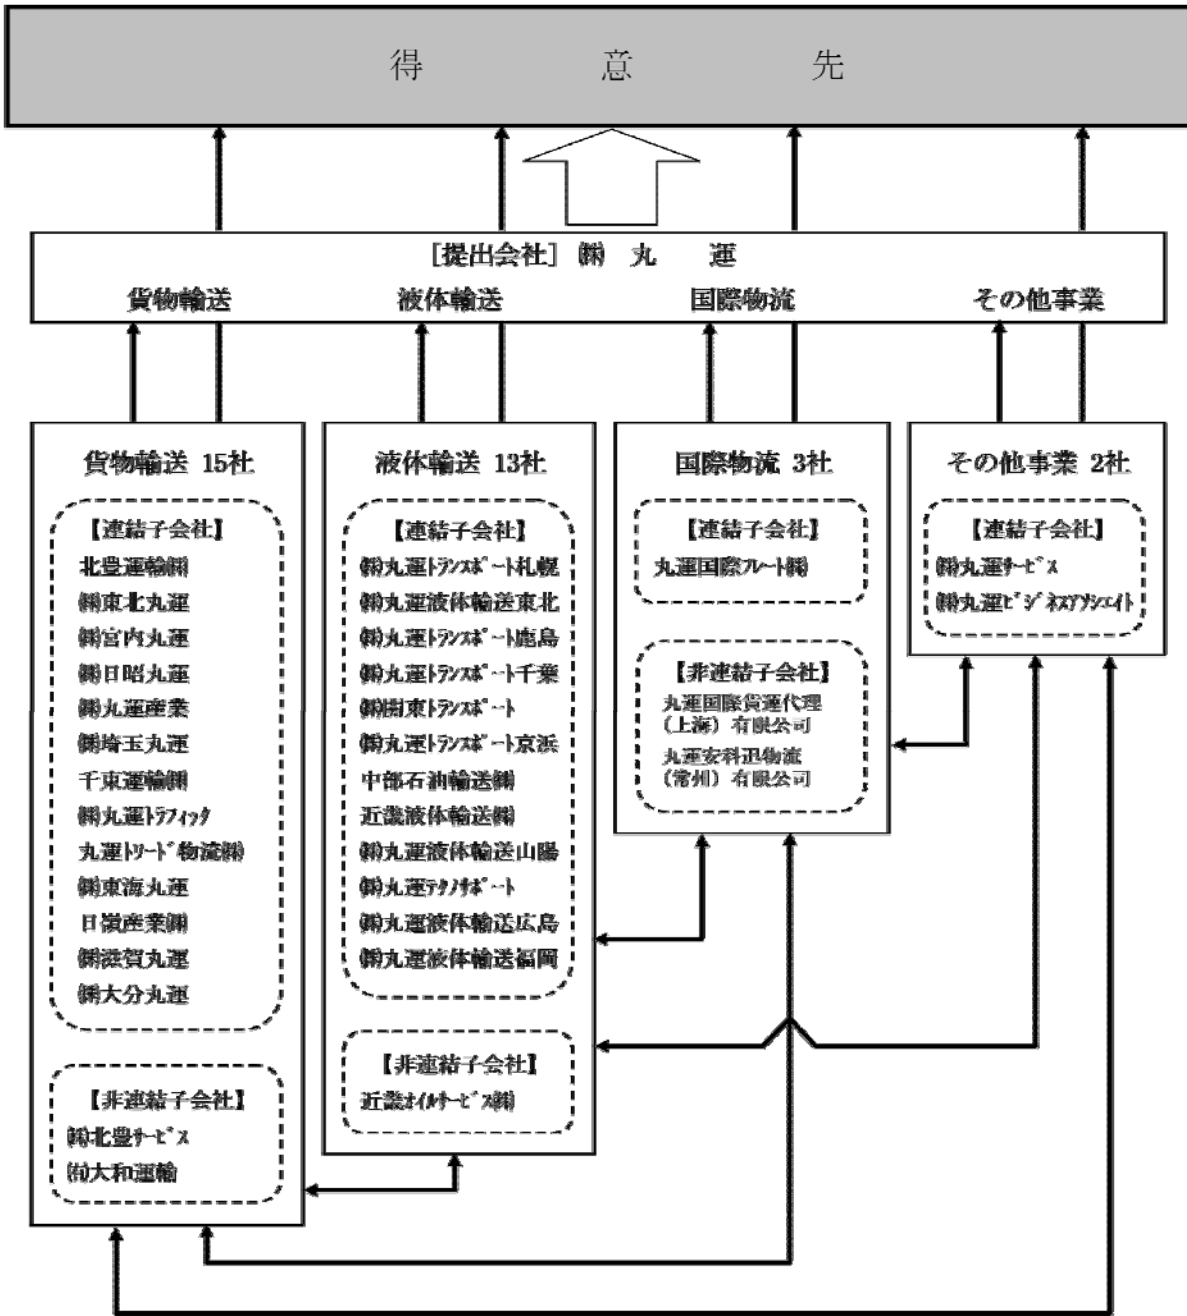 得意先
[提出会社] ㈱ 丸 運
貨物輸送 液体輸送 国際物流 その他事業
貨物輸送 15社
【連結子会社】
北豊運輸㈱
㈱東北丸運
㈱宮内丸運
㈱日昭丸運
㈱丸運産業
㈱埼玉丸運
千東運輸㈱
㈱丸運ﾄﾗﾌｨｯｸ
丸運ﾄﾘｰﾄﾞ物流㈱
㈱東海丸運
日嶺産業㈱
㈱滋賀丸運
㈱大分丸運
【非連結子会社】
㈱北豊ｻｰﾋﾞｽ
㈲大和運輸
液体輸送 13社
【連結子会社】
㈱丸運ﾄﾗﾝｽﾎﾟｰﾄ札幌
㈱丸運液体輸送東北
㈱丸運ﾄﾗﾝｽﾎﾟｰﾄ鹿島
㈱丸運ﾄﾗﾝｽﾎﾟｰﾄ千葉
㈱関東ﾄﾗﾝｽﾎﾟｰﾄ
㈱丸運ﾄﾗﾝｽﾎﾟｰﾄ京浜
中部石油輸送㈱
近畿液体輸送㈱
㈱丸運液体輸送山陽
㈱丸運ﾃｸﾉｻﾎﾟｰﾄ
㈱丸運液体輸送広島
㈱丸運液体輸送福岡
【非連結子会社】
近畿ｵｲﾙｻｰﾋﾞｽ㈱
国際物流 3社
【連結子会社】
丸運国際ﾌﾚｰﾄ㈱
【非連結子会社】
丸運国際貨運代理
（上海）有限公司
丸運安科迅物流
（常州）有限公司
その他事業 2社
【連結子会社】
㈱丸運ｻｰﾋﾞｽ
㈱丸運ﾋﾞｼﾞﾈｽｱｿｼｴｲﾄ